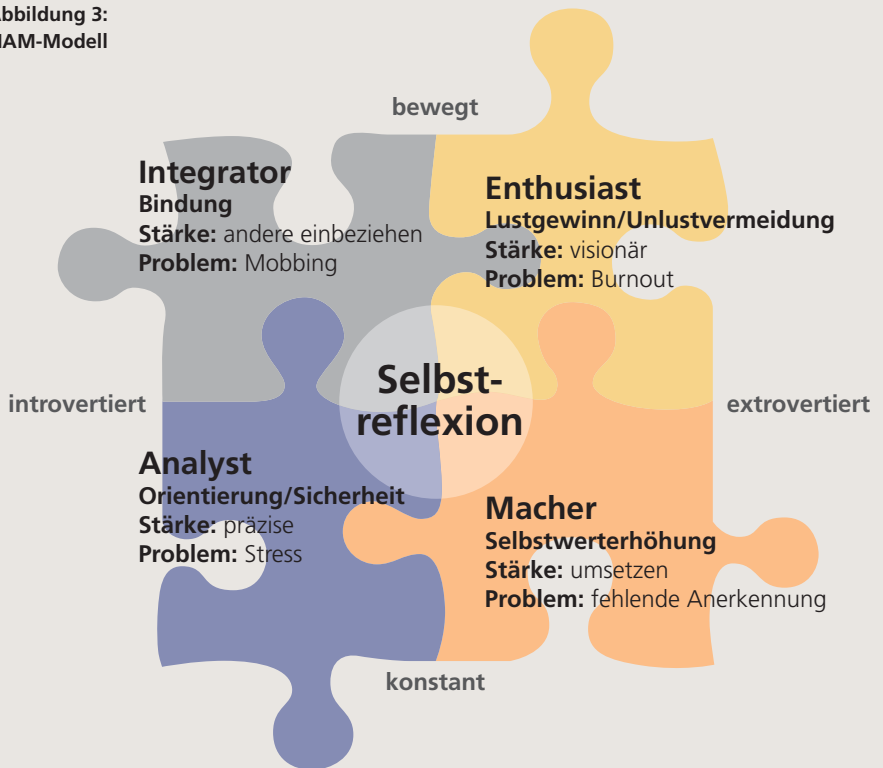 Abbildung 3:
IAM-Modell
bewegt
Integrator
Bindung
Stärke: andere einbeziehen
Problem: Mobbing
Enthusiast
Lustgewinn/Unlustvermeidung
Stärke: visionär
Problem: Burnout
introvertiert
Selbst-
reflexion
extrovertiert
Analyst
Orientierung/Sicherheit
Stärke: präzise
Problem: Stress
Macher
Selbstwerterhöhung
Stärke: umsetzen
Problem: fehlende Anerkennung
konstant